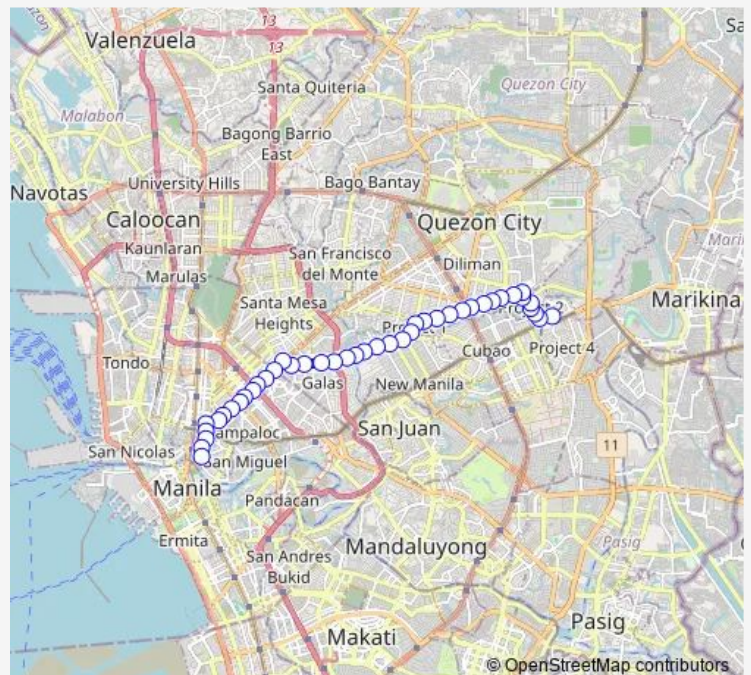 13
Valenzuela
13
Santa Quiteria
Quezon City
Malabon
Bagong Barrio
East
Navotas
University Hills
Bago Bantay
Caloocan
Quezon City
Kaunlaran
San Francisco
del Monte
Diliman
Marulas
Santa Mesa
Heights
Marikina
Tondo
Cubao
Project 4
Galas
New Manila
San Juan
11
San Nicolas
San Miguel
Manila
Pandacan
Ermita
San Andres
Bukid
Mandaluyong
Pasig
Makati
Pasig
© OpenStreetMap contributors